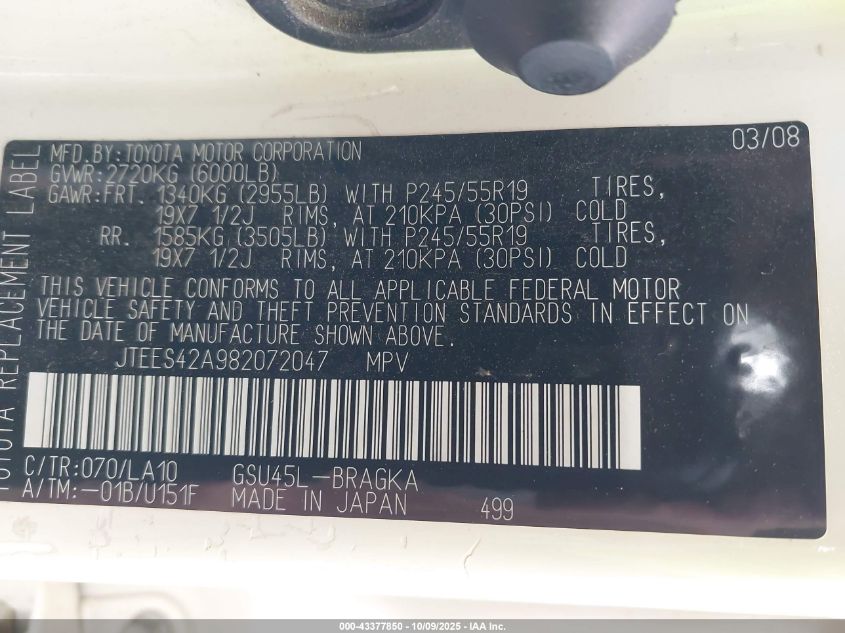 TOYOTA REPLACEMENT LABEL
03/08
MFD.BY:TOYOTA MOTOR CORPORATION
GVWR:2720KG (6000LB)
GAWR:FRT. 1340KG (2955LB) WITH P245/55R19 TIRES,
19X7 1/2J RIMS, AT 210KPA (30PSI) COLD
RR. 1585KG (3505LB) WITH P245/55R19 TIRES,
19X7 1/2J RIMS, AT 210KPA (30PSI) COLD
THIS VEHICLE CONFORMS TO ALL APPLICABLE FEDERAL MOTOR
VEHICLE SAFETY AND THEFT PREVENTION STANDARDS IN EFFECT ON
THE DATE OF MANUFACTURE SHOWN ABOVE.
JTEES42A982072047 MPV
C/TR:070/LA10 GSU45L-BRAGKA
A/TM:-01B/U151F MADE IN JAPAN 499
000-43377850 - 10/09/2025 - IAA Inc.